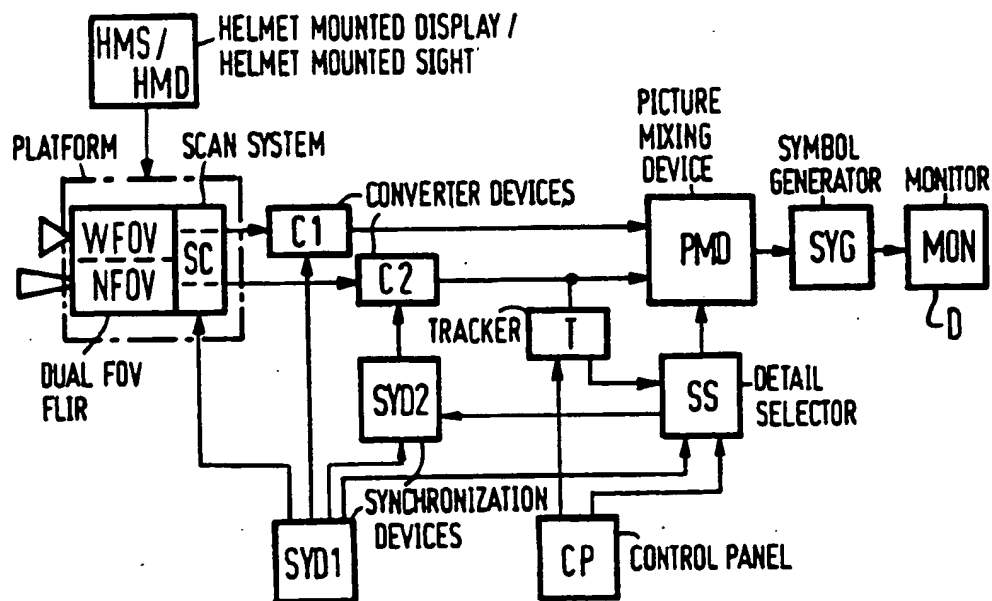 HMS/
HMD
HELMET MOUNTED DISPLAY /
HELMET MOUNTED SIGHT
PLATFORM
SCAN SYSTEM
CONVERTER DEVICES
PICTURE
MIXING
DEVICE
SYMBOL
GENERATOR
MONITOR
WFOV
NFOV
SC
C1
C2
PMD
SYG
MON
D
DUAL FOV
FLIR
TRACKER
T
SYD2
SS
DETAIL
SELECTOR
SYNCHRONIZATION
DEVICES
SYD1
CP
CONTROL PANEL